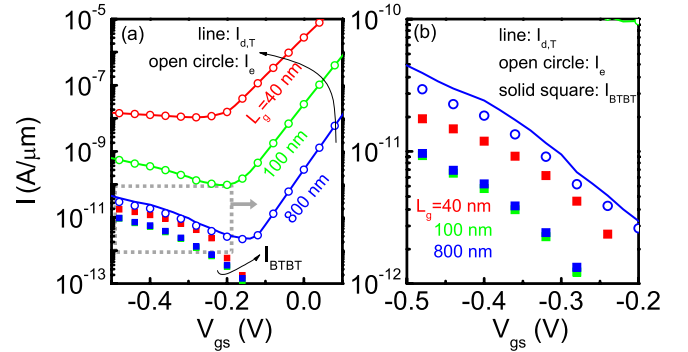 (a) line: I_d,T
open circle: I_e
L_g=40 nm
100 nm
800 nm
I_BTBT
10^-5
10^-7
10^-9
10^-11
10^-13
I (A/μm)
-0.4 -0.2 0.0
V_gs (V)
(b) line: I_d,T
open circle: I_e
solid square: I_BTBT
L_g=40 nm
100 nm
800 nm
10^-10
10^-11
10^-12
-0.5 -0.4 -0.3 -0.2
V_gs (V)